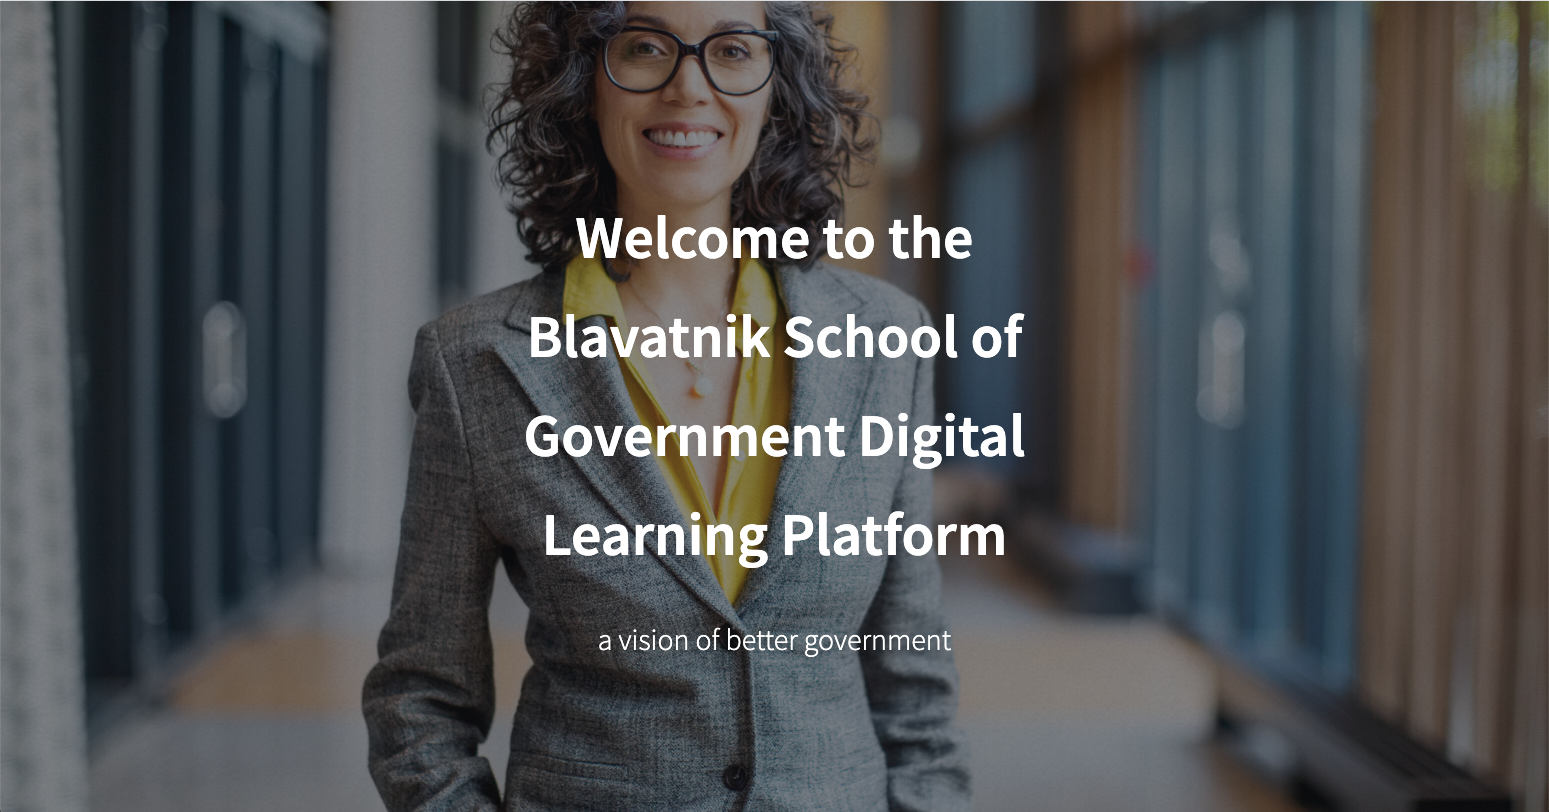 Welcome to the
Blavatnik School of
Government Digital
Learning Platform
a vision of better government